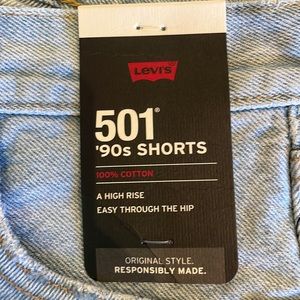 Levi's
501®
'90s SHORTS
100% COTTON
A HIGH RISE
EASY THROUGH THE HIP
ORIGINAL STYLE.
RESPONSIBLY MADE.